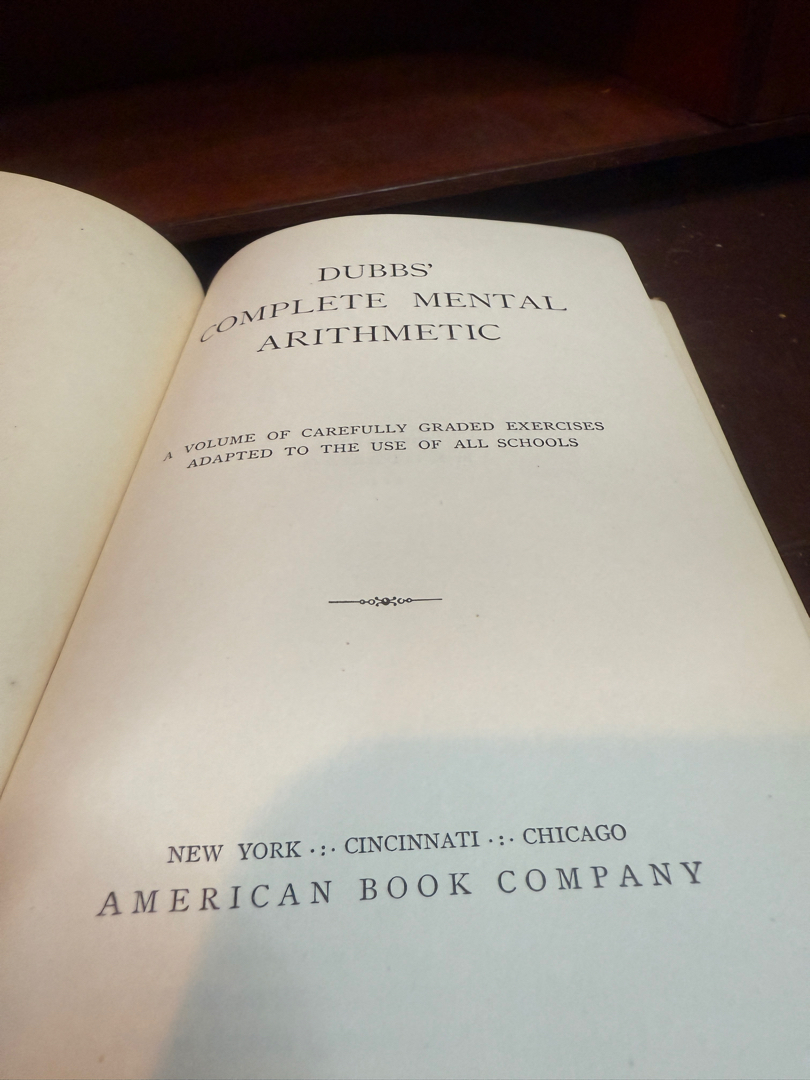 DUBBS'
COMPLETE MENTAL
ARITHMETIC
A VOLUME OF CAREFULLY GRADED EXERCISES
ADAPTED TO THE USE OF ALL SCHOOLS
NEW YORK ·:· CINCINNATI ·:· CHICAGO
AMERICAN BOOK COMPANY